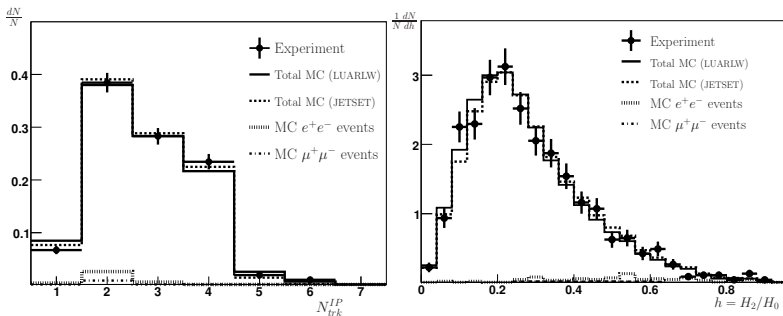 dN/N
Experiment
Total MC (LUARLW)
Total MC (JETSET)
MC e⁺e⁻ events
MC μ⁺μ⁻ events
0.4
0.3
0.2
0.1
1 2 3 4 5 6 7
N_{trk}^{IP}
1/N dN/dh
Experiment
Total MC (LUARLW)
Total MC (JETSET)
MC e⁺e⁻ events
MC μ⁺μ⁻ events
3
2
1
0 0.2 0.4 0.6 0.8
h = H₂/H₀